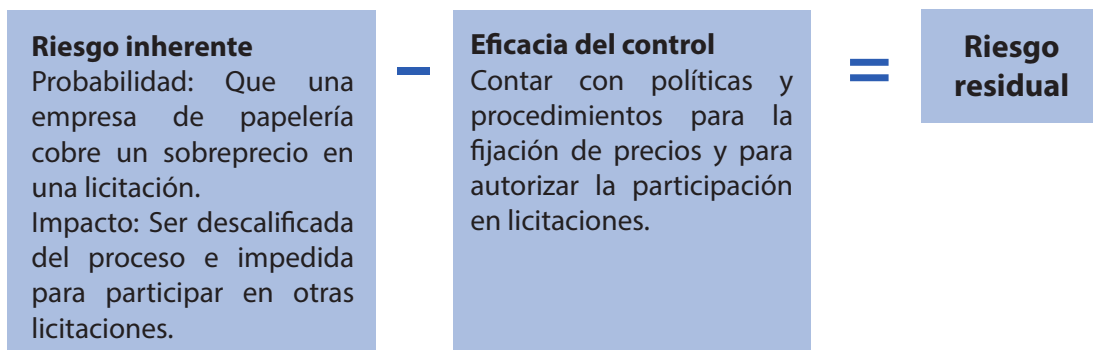 Riesgo inherente
Probabilidad: Que una
empresa de papelería
cobre un sobreprecio en
una licitación.
Impacto: Ser descalificada
del proceso e impedida
para participar en otras
licitaciones.
–
Eficacia del control
Contar con políticas y
procedimientos para la
fijación de precios y para
autorizar la participación
en licitaciones.
=
Riesgo
residual